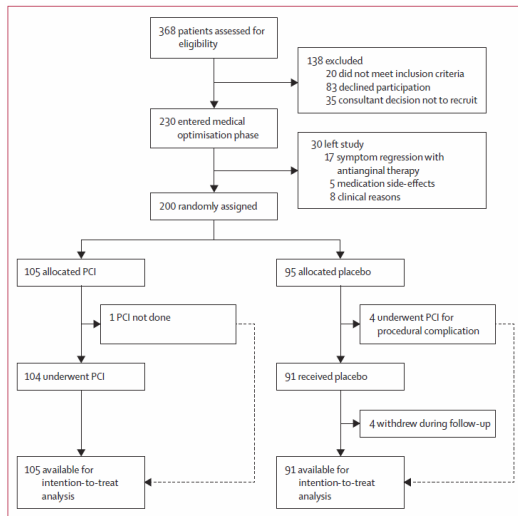 368 patients assessed for
eligibility
138 excluded
20 did not meet inclusion criteria
83 declined participation
35 consultant decision not to recruit
230 entered medical
optimisation phase
30 left study
17 symptom regression with
antianginal therapy
5 medication side-effects
8 clinical reasons
200 randomly assigned
105 allocated PCI
95 allocated placebo
1 PCI not done
4 underwent PCI for
procedural complication
104 underwent PCI
91 received placebo
4 withdrew during follow-up
105 available for
intention-to-treat
analysis
91 available for
intention-to-treat
analysis